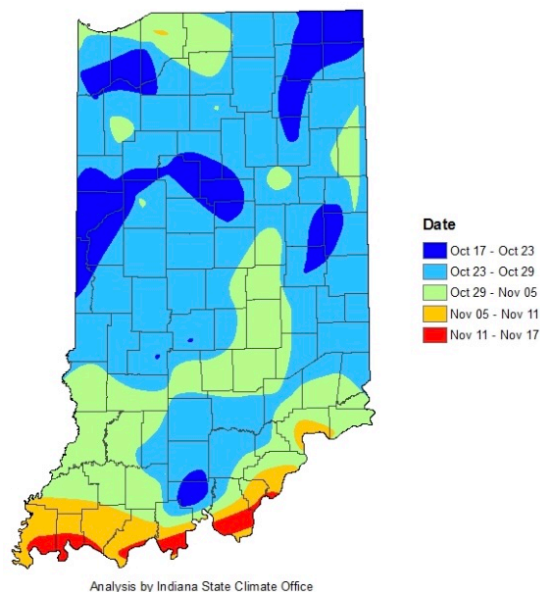 Date
Oct 17 - Oct 23
Oct 23 - Oct 29
Oct 29 - Nov 05
Nov 05 - Nov 11
Nov 11 - Nov 17
Analysis by Indiana State Climate Office